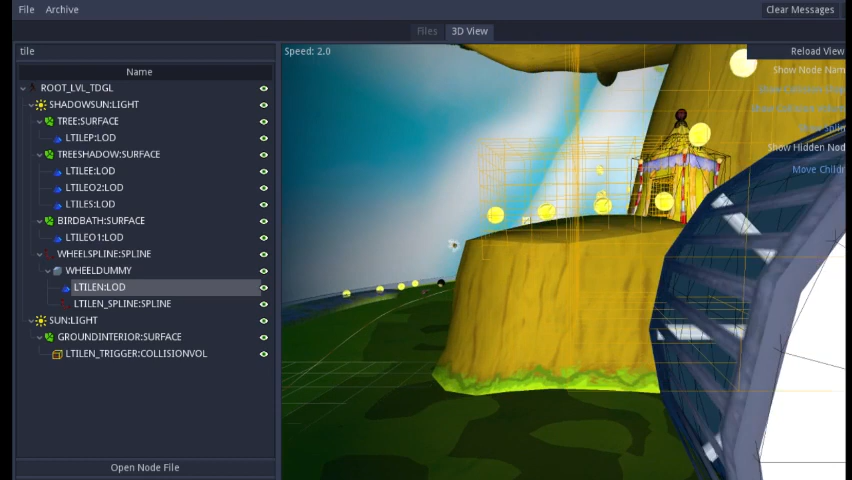 File Archive Clear Messages
Files 3D View
tile
Speed: 2.0
Reload View
Name
Show Node Nam
ROOT_LVL_TDGL
SHADOWSUN:LIGHT
TREE:SURFACE
LTILEP:LOD
Show Hidden Nod
TREESHADOW:SURFACE
LTILEE:LOD
Move Childr
LTILEO2:LOD
LTILES:LOD
BIRDBATH:SURFACE
LTILEO1:LOD
WHEELSPLINE:SPLINE
WHEELDUMMY
LTILEN:LOD
LTILEN_SPLINE:SPLINE
SUN:LIGHT
GROUNDINTERIOR:SURFACE
LTILEN_TRIGGER:COLLISIONVOL
Open Node File